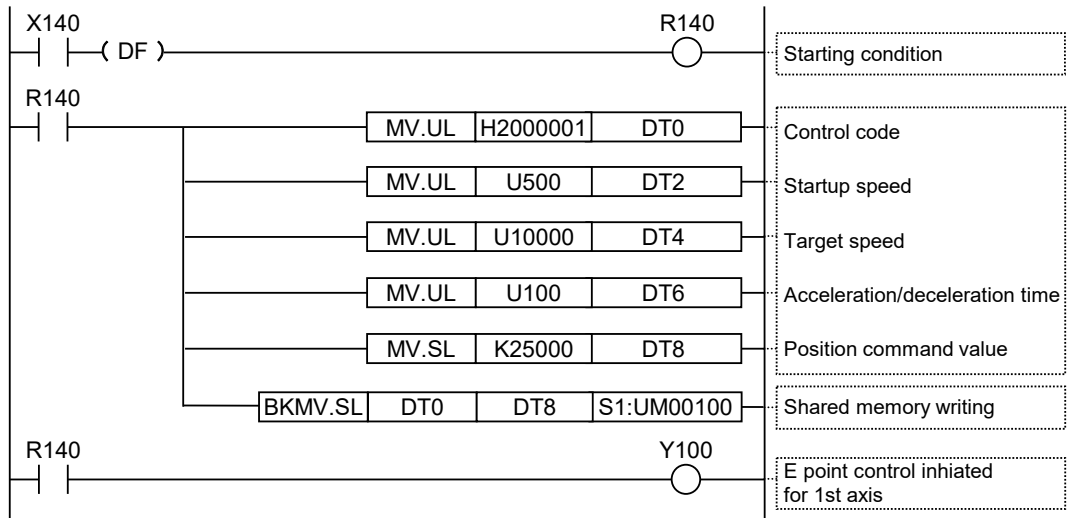 X140
R140
( DF )
Starting condition
R140
MV.UL H2000001 DT0
Control code
MV.UL U500 DT2
Startup speed
MV.UL U10000 DT4
Target speed
MV.UL U100 DT6
Acceleration/deceleration time
MV.SL K25000 DT8
Position command value
BKMV.SL DT0 DT8 S1:UM00100
Shared memory writing
R140
Y100
E point control inhiated
for 1st axis